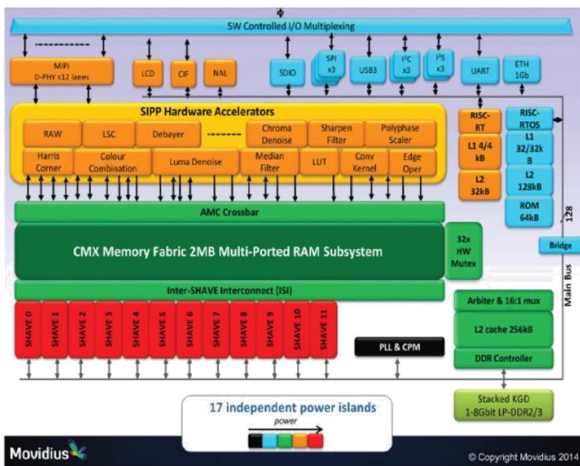 SW Controlled I/O Multiplexing
MIPI
D-PHY x12 lanes
LCD
CIF
NAL
SDIO
SPI
x3
USB3
I²C
x3
I²S
x3
UART
ETH
1Gb
SIPP Hardware Accelerators
RAW
LSC
Debayer
Chroma
Denoise
Sharpen
Filter
Polyphase
Scaler
Harris
Corner
Colour
Combination
Luma Denoise
Median
Filter
LUT
Conv
Kernel
Edge
Oper
RISC-
RT
L1 4/4
kB
L2
32kB
RISC-
RTOS
L1
32/32k
B
L2
128kB
ROM
64kB
128
Bridge
Main Bus
AMC Crossbar
CMX Memory Fabric 2MB Multi-Ported RAM Subsystem
32x
HW
Mutex
Inter-SHAVE Interconnect (ISI)
SHAVE 0
SHAVE 1
SHAVE 2
SHAVE 3
SHAVE 4
SHAVE 5
SHAVE 6
SHAVE 7
SHAVE 8
SHAVE 9
SHAVE 10
SHAVE 11
PLL & CPM
Arbiter & 16:1 mux
L2 cache 256kB
DDR Controller
Stacked KGD
1-8Gbit LP-DDR2/3
17 independent power islands
power
Movidius
© Copyright Movidius 2014